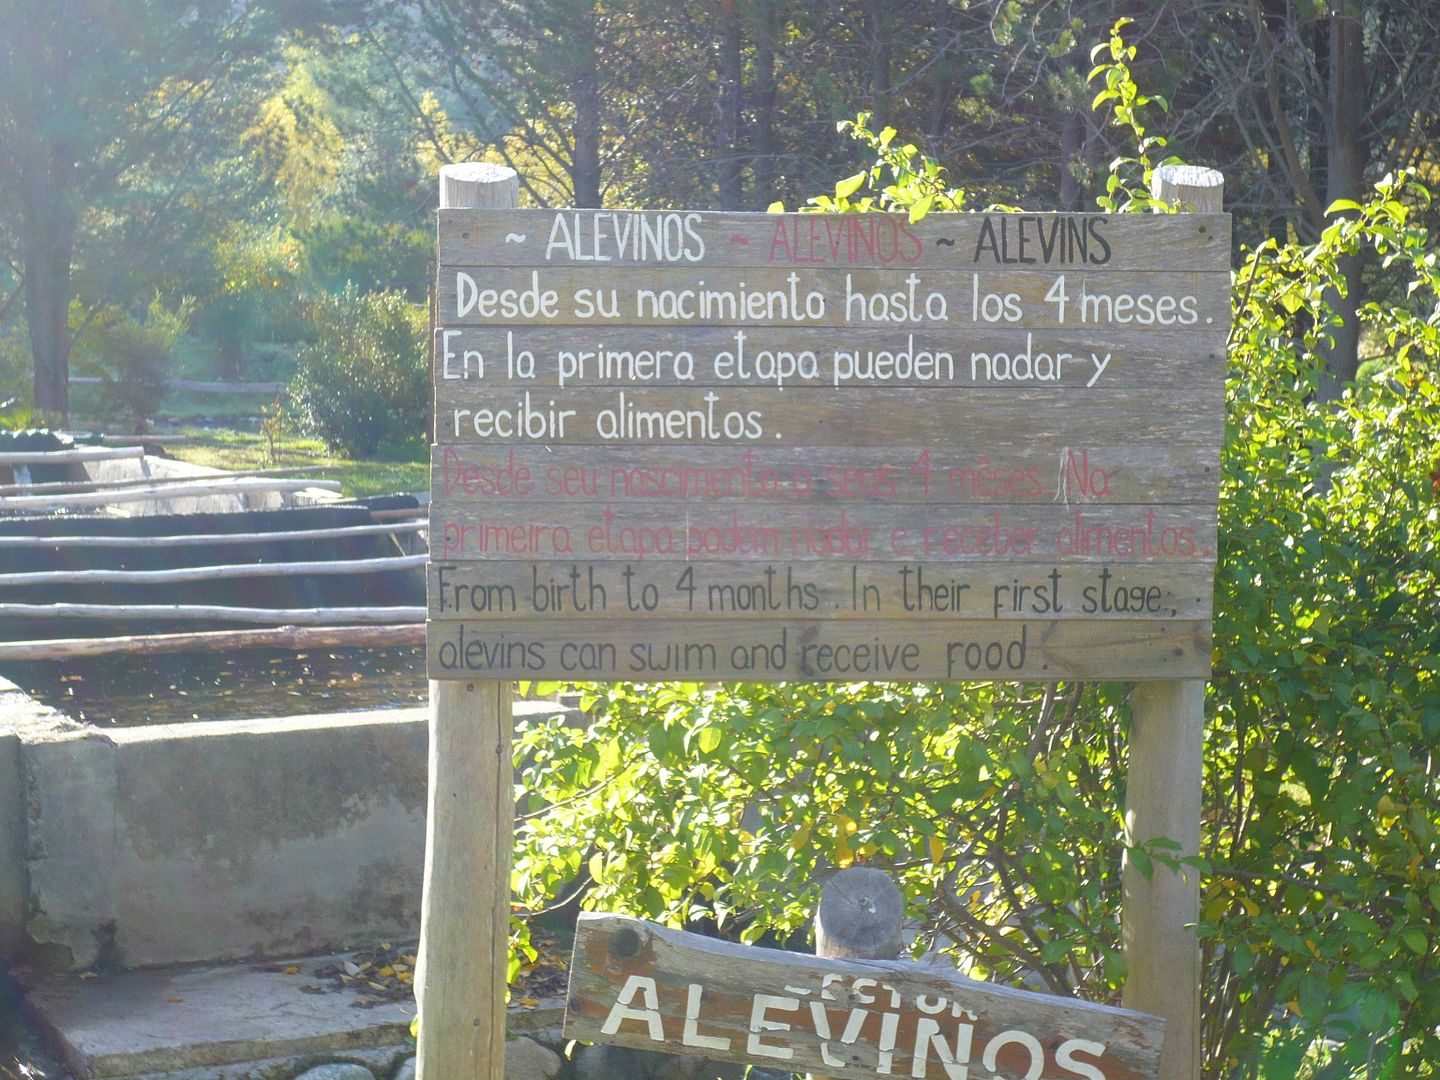 ~ ALEVINOS ~ ALEVINOS ~ ALEVINS
Desde su nacimiento hasta los 4 meses.
En la primera etapa pueden nadar y
recibir alimentos.
Desde seu nascimento a seus 4 mêses. Na
primeira etapa podem nadar e receber alimentos.
From birth to 4 months. In their first stage,
alevins can swim and receive food.
SECTOR
ALEVINOS